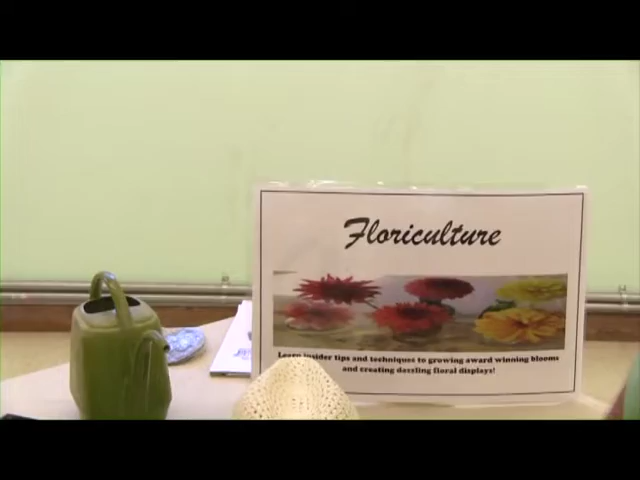 Floriculture
Learn insider tips and techniques to growing award winning blooms
and creating dazzling floral displays!